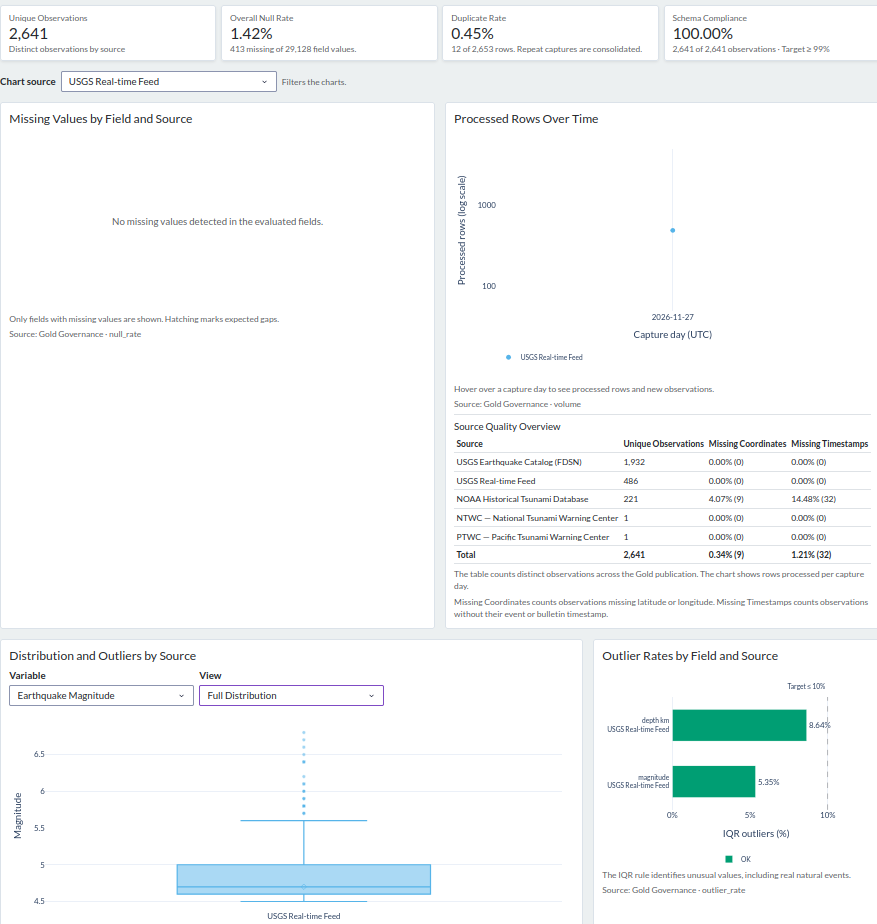 Unique Observations
2,641
Distinct observations by source
Overall Null Rate
1.42%
413 missing of 29,128 field values.
Duplicate Rate
0.45%
12 of 2,653 rows. Repeat captures are consolidated.
Schema Compliance
100.00%
2,641 of 2,641 observations · Target ≥ 99%
Chart source
USGS Real-time Feed
Filters the charts.
Missing Values by Field and Source
No missing values detected in the evaluated fields.
Only fields with missing values are shown. Hatching marks expected gaps.
Source: Gold Governance · null_rate
Processed Rows Over Time
Processed rows (log scale)
1000
100
2026-11-27
Capture day (UTC)
USGS Real-time Feed
Hover over a capture day to see processed rows and new observations.
Source: Gold Governance · volume
Source Quality Overview
Source Unique Observations Missing Coordinates Missing Timestamps
USGS Earthquake Catalog (FDSN) 1,932 0.00% (0) 0.00% (0)
USGS Real-time Feed 486 0.00% (0) 0.00% (0)
NOAA Historical Tsunami Database 221 4.07% (9) 14.48% (32)
NTWC — National Tsunami Warning Center 1 0.00% (0) 0.00% (0)
PTWC — Pacific Tsunami Warning Center 1 0.00% (0) 0.00% (0)
Total 2,641 0.34% (9) 1.21% (32)
The table counts distinct observations across the Gold publication. The chart shows rows processed per capture
day.
Missing Coordinates counts observations missing latitude or longitude. Missing Timestamps counts observations
without their event or bulletin timestamp.
Distribution and Outliers by Source
Variable
Earthquake Magnitude
View
Full Distribution
Magnitude
6.5
6
5.5
5
4.5
USGS Real-time Feed
Outlier Rates by Field and Source
Target ≤ 10%
depth km
USGS Real-time Feed
8.64%
magnitude
USGS Real-time Feed
5.35%
0%
5%
10%
IQR outliers (%)
OK
The IQR rule identifies unusual values, including real natural events.
Source: Gold Governance · outlier_rate